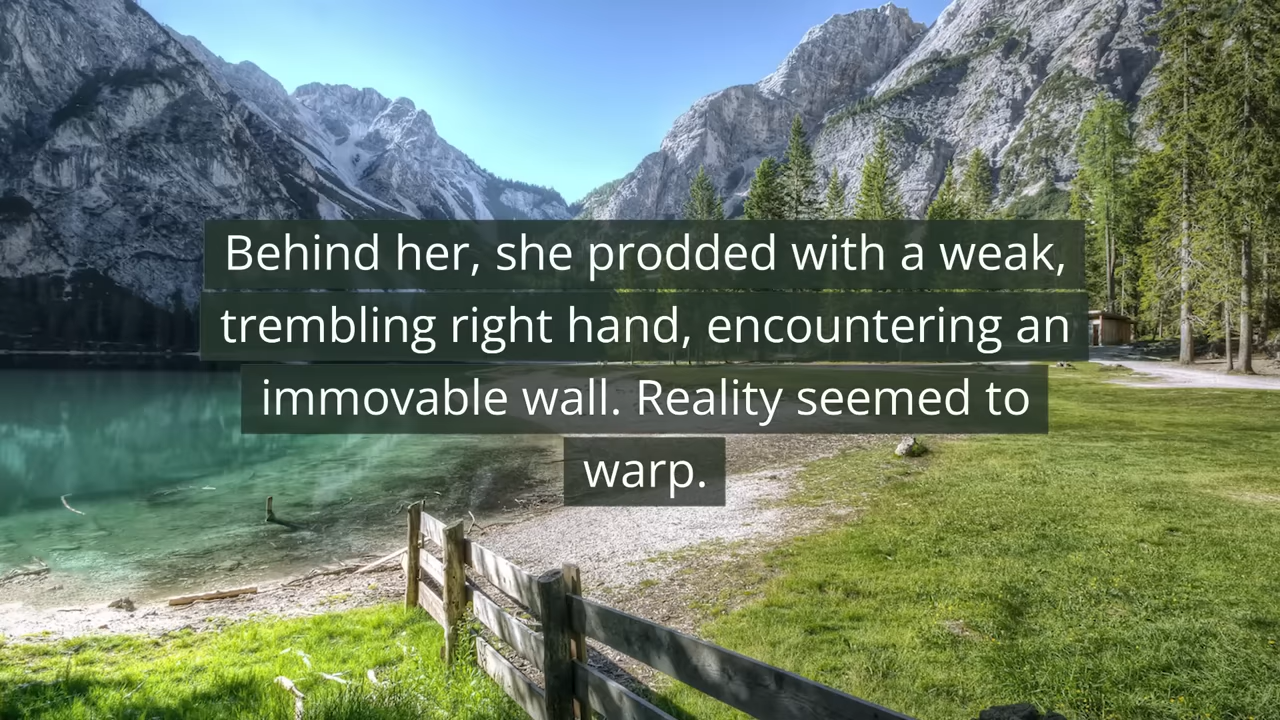 Behind her, she prodded with a weak,
trembling right hand, encountering an
immovable wall. Reality seemed to
warp.